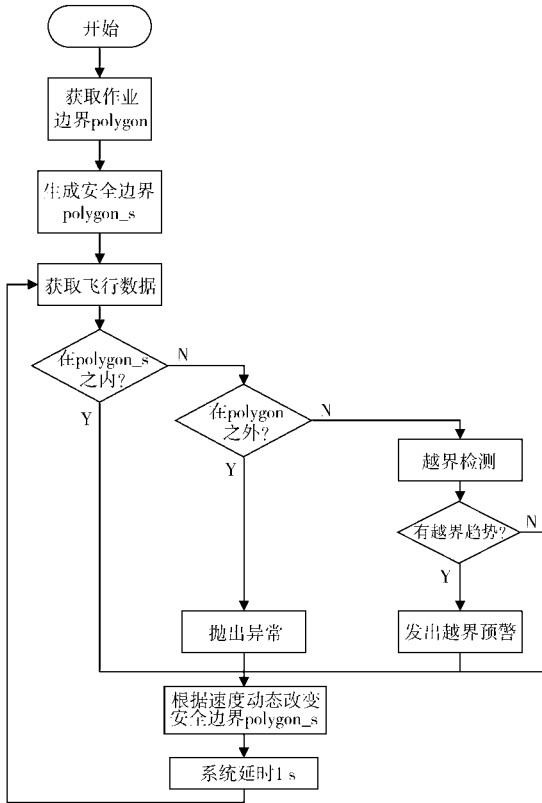 开始
获取作业
边界polygon
生成安全边界
polygon_s
获取飞行数据
在polygon_s
之内?
N
Y
在polygon
之外?
N
Y
越界检测
有越界趋势?
N
Y
抛出异常
发出越界预警
根据速度动态改变
安全边界polygon_s
系统延时1 s